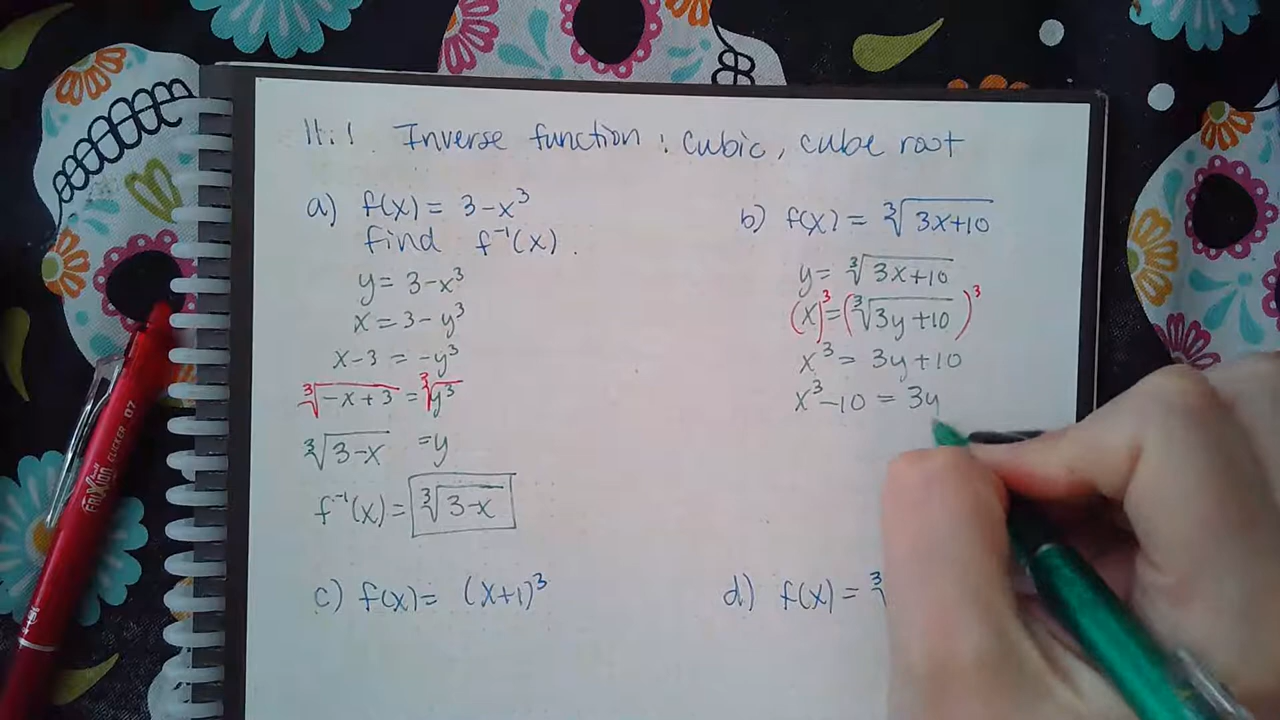 11.1 Inverse function : cubic, cube root
a) f(x) = 3-x³
find f⁻¹(x).
y = 3-x³
x = 3-y³
x-3 = -y³
∛(-x+3) = ∛(y³)
∛(3-x) = y
f⁻¹(x) = ∛(3-x)
b) f(x) = ∛(3x+10)
y = ∛(3x+10)
(x)³ = (∛(3y+10))³
x³ = 3y+10
x³-10 = 3y
c) f(x) = (x+1)³
d) f(x) = ³
FriXion CLICKER 07